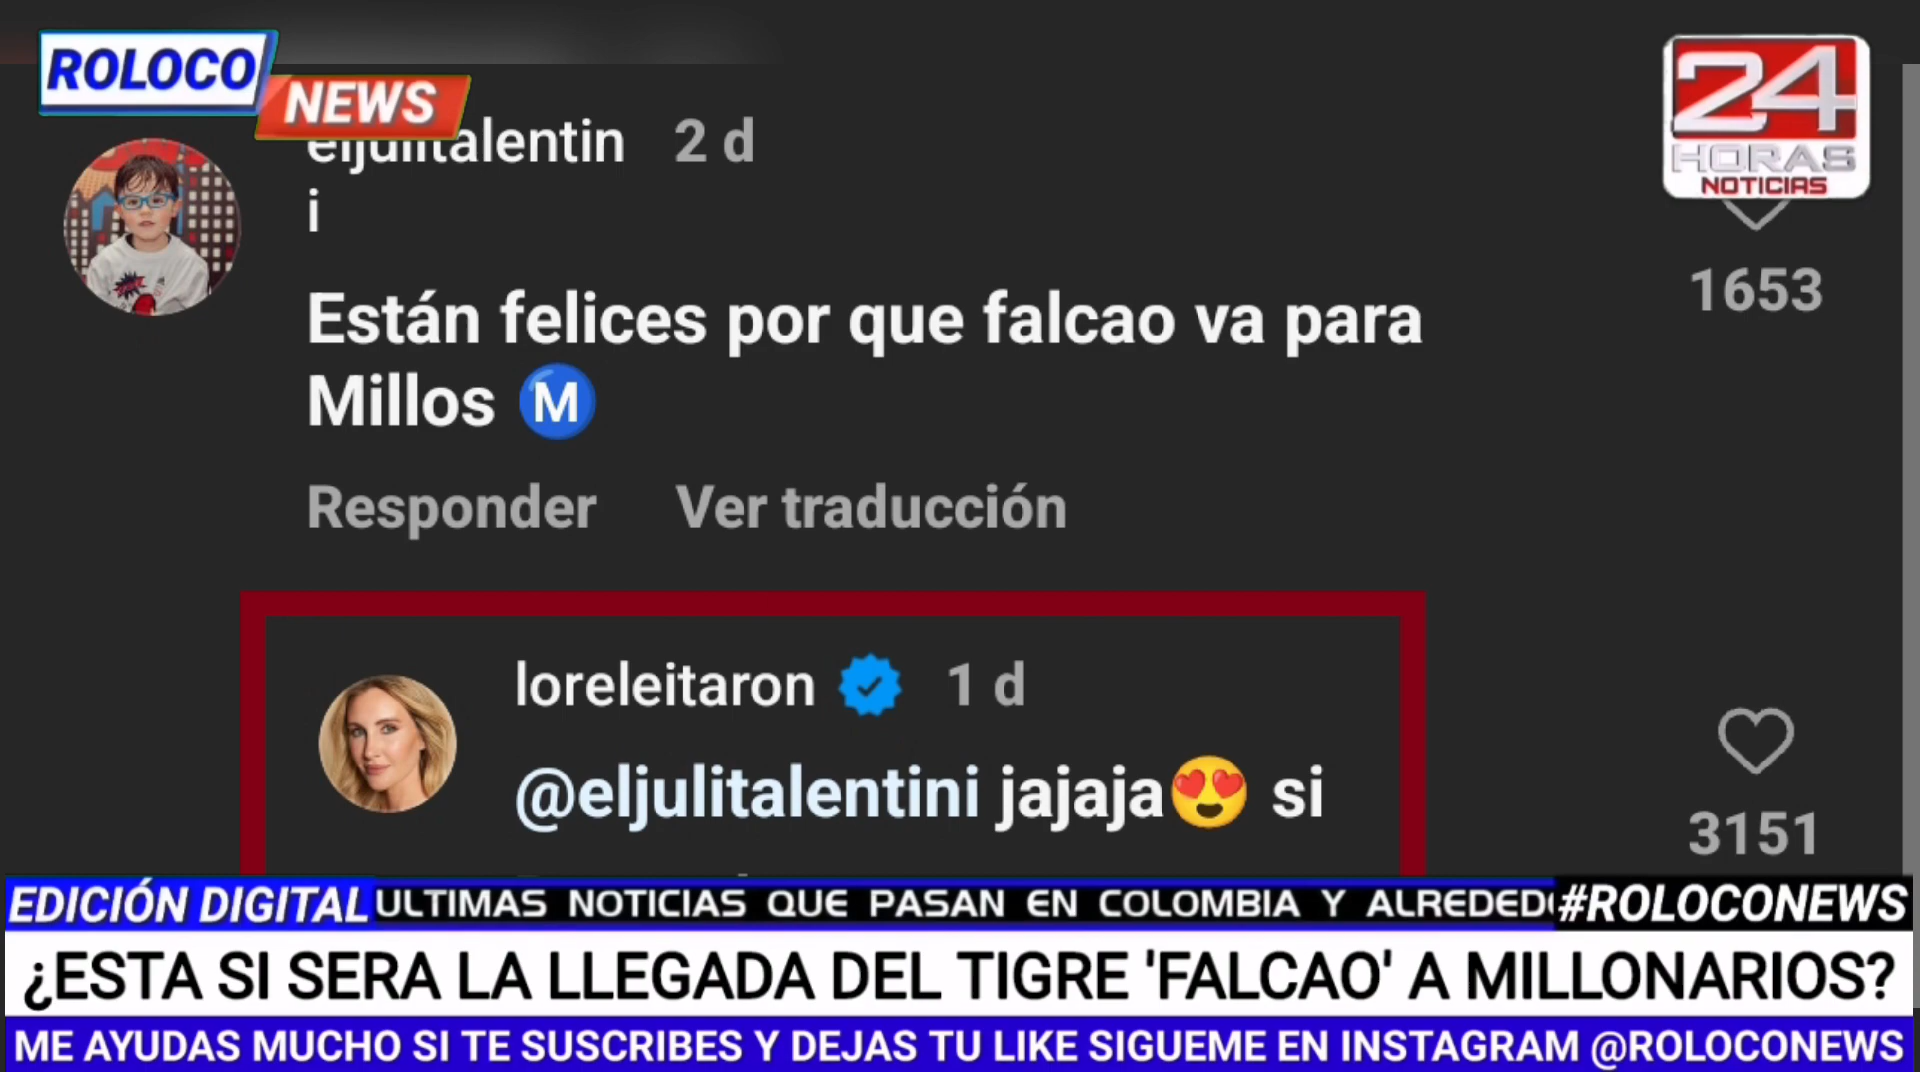 ROLOCO
NEWS
24
HORAS
NOTICIAS
eljulitalentin 2 d
i
Están felices por que falcao va para
Millos Ⓜ️
1653
Responder Ver traducción
loreleitaron 1 d
@eljulitalentini jajaja😍 si
3151
EDICIÓN DIGITAL ULTIMAS NOTICIAS QUE PASAN EN COLOMBIA Y ALREDED #ROLOCONEWS
¿ESTA SI SERA LA LLEGADA DEL TIGRE 'FALCAO' A MILLONARIOS?
ME AYUDAS MUCHO SI TE SUSCRIBES Y DEJAS TU LIKE SIGUEME EN INSTAGRAM @ROLOCONEWS